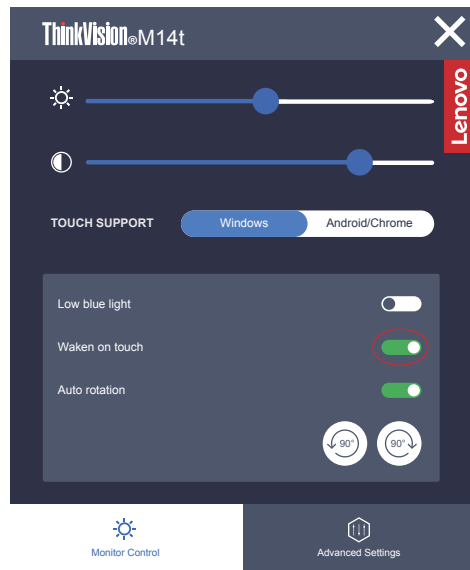 ThinkVision®M14t
Lenovo
TOUCH SUPPORT Windows Android/Chrome
Low blue light
Waken on touch
Auto rotation
90° 90°
Monitor Control Advanced Settings